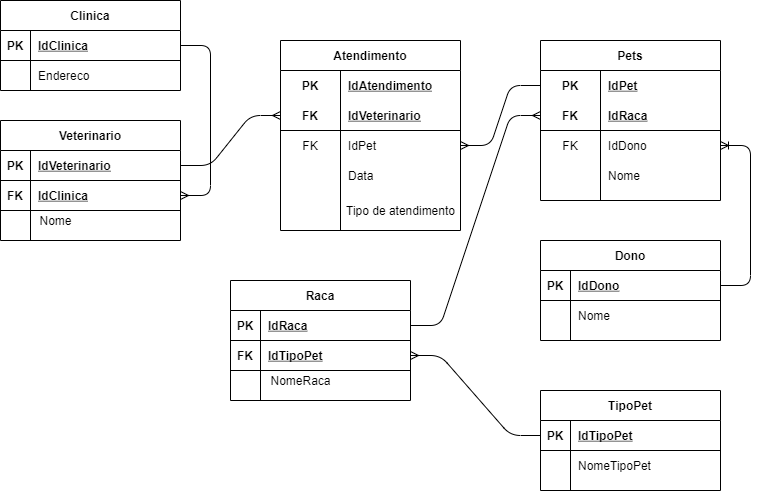 Clinica
PK IdClinica
Endereco
Veterinario
PK IdVeterinario
FK IdClinica
Nome
Atendimento
PK IdAtendimento
FK IdVeterinario
FK IdPet
Data
Tipo de atendimento
Pets
PK IdPet
FK IdRaca
FK IdDono
Nome
Dono
PK IdDono
Nome
Raca
PK IdRaca
FK IdTipoPet
NomeRaca
TipoPet
PK IdTipoPet
NomeTipoPet